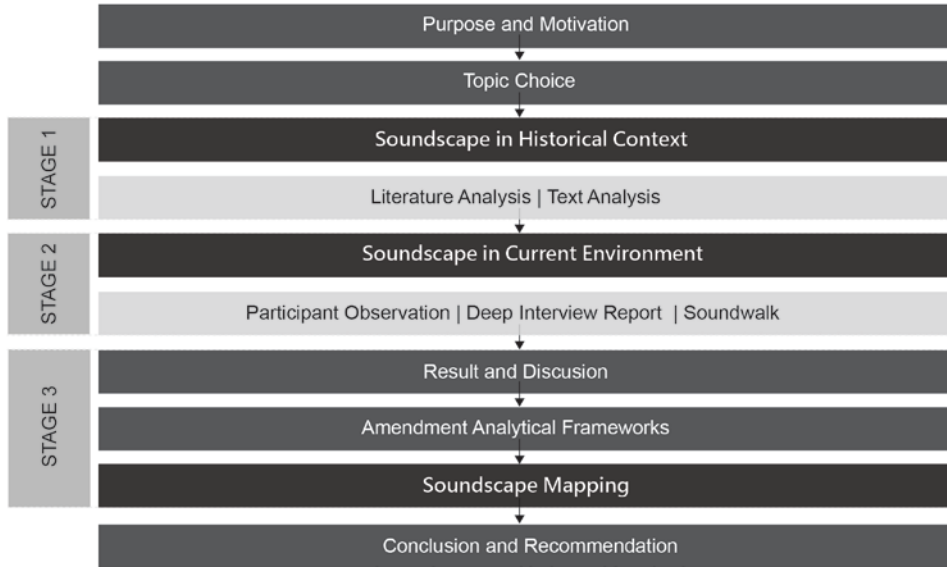 Purpose and Motivation
Topic Choice
STAGE 1
Soundscape in Historical Context
Literature Analysis | Text Analysis
STAGE 2
Soundscape in Current Environment
Participant Observation | Deep Interview Report | Soundwalk
STAGE 3
Result and Discusion
Amendment Analytical Frameworks
Soundscape Mapping
Conclusion and Recommendation